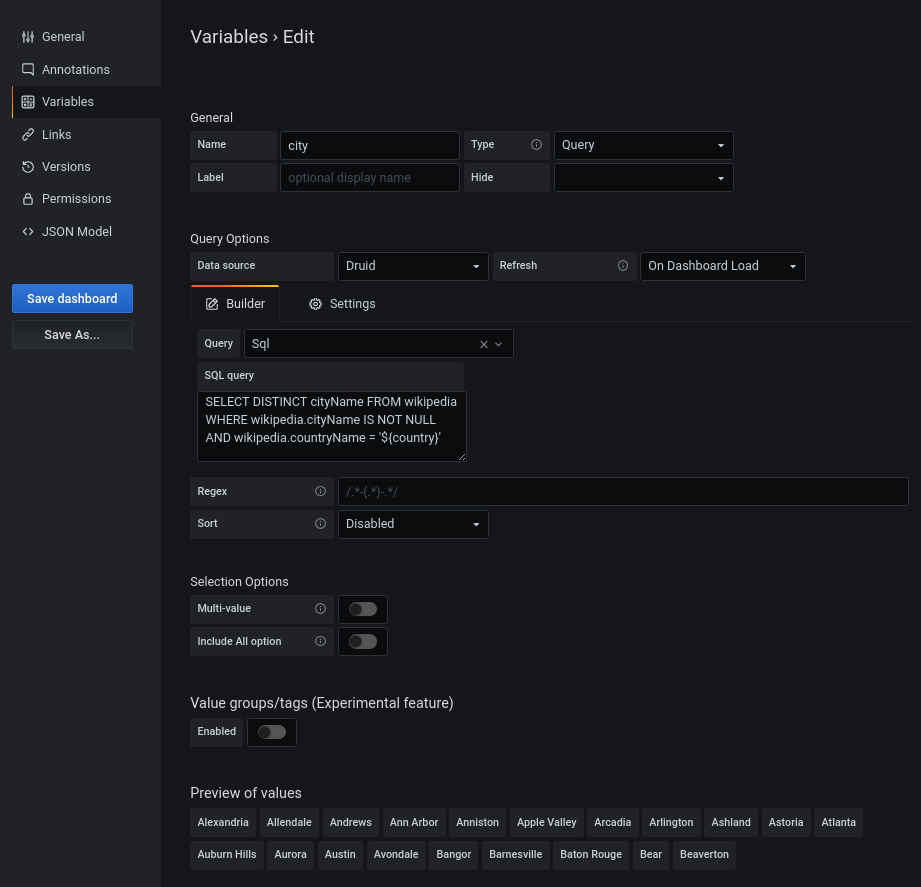 General
Annotations
Variables
Links
Versions
Permissions
JSON Model
Save dashboard
Save As...
Variables › Edit
General
Name city Type Query
Label optional display name Hide
Query Options
Data source Druid Refresh On Dashboard Load
Builder Settings
Query Sql
SQL query
SELECT DISTINCT cityName FROM wikipedia
WHERE wikipedia.cityName IS NOT NULL
AND wikipedia.countryName = '${country}'
Regex /.*-(.*)-.*/
Sort Disabled
Selection Options
Multi-value
Include All option
Value groups/tags (Experimental feature)
Enabled
Preview of values
Alexandria Allendale Andrews Ann Arbor Anniston Apple Valley Arcadia Arlington Ashland Astoria Atlanta
Auburn Hills Aurora Austin Avondale Bangor Barnesville Baton Rouge Bear Beaverton